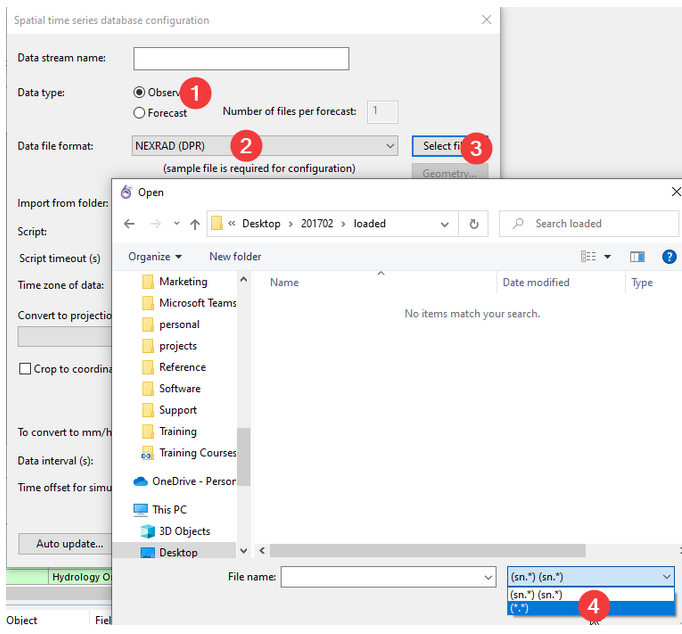 Spatial time series database configuration
Data stream name:
Data type:
Observ
1
Forecast
Number of files per forecast:
1
Data file format:
NEXRAD (DPR)
2
Select fil
3
(sample file is required for configuration)
Geometry...
Import from folder:
Script:
Script timeout (s)
Time zone of data:
Convert to projectio
Crop to coordina
To convert to mm/h
Data interval (s):
Time offset for simu
Auto update...
Hydrology O
Object
Fiel
Open
« Desktop > 201702 > loaded
Search loaded
Organize
New folder
Marketing
Microsoft Teams
personal
projects
Reference
Software
Support
Training
Training Courses
OneDrive - Person
This PC
3D Objects
Desktop
Name
Date modified
Type
No items match your search.
File name:
(sn.*) (sn.*)
(sn.*) (sn.*)
(*.*)
4